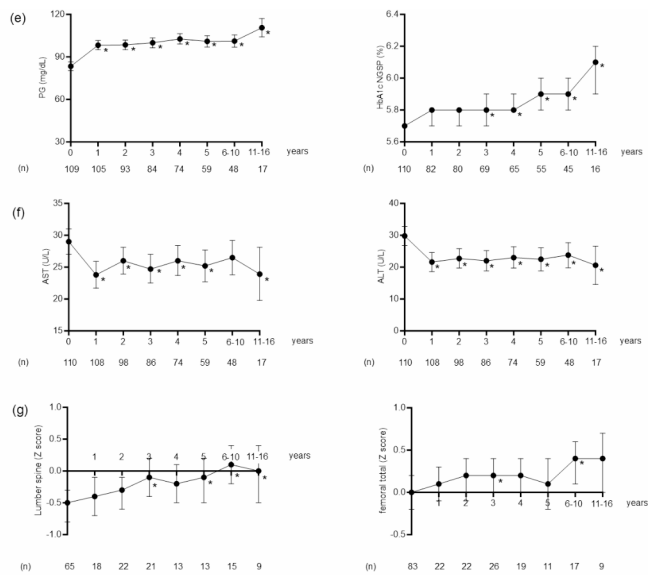 (e)
120
90
60
30
PG (mg/dL)
0 1 2 3 4 5 6-10 11-16 years
(n) 109 105 93 84 74 59 48 17
* * * * * * *
6.4
6.2
6.0
5.8
5.6
HbA1c NGSP (%)
0 1 2 3 4 5 6-10 11-16 years
(n) 110 82 80 69 65 55 45 16
* * * * *
(f)
35
30
25
20
15
AST (U/L)
0 1 2 3 4 5 6-10 11-16 years
(n) 110 108 98 86 74 59 48 17
* * * * * *
40
30
20
10
0
ALT (U/L)
0 1 2 3 4 5 6-10 11-16 years
(n) 110 108 98 86 74 59 48 17
* * * * * * *
(g)
1.0
0.5
0.0
-0.5
-1.0
Lumber spine (Z score)
1 2 3 4 5 6-10 11-16 years
(n) 65 18 22 21 13 13 15 9
* * * *
1.0
0.5
0.0
-0.5
femoral total (Z score)
1 2 3 4 5 6-10 11-16 years
(n) 83 22 22 26 19 11 17 9
* *